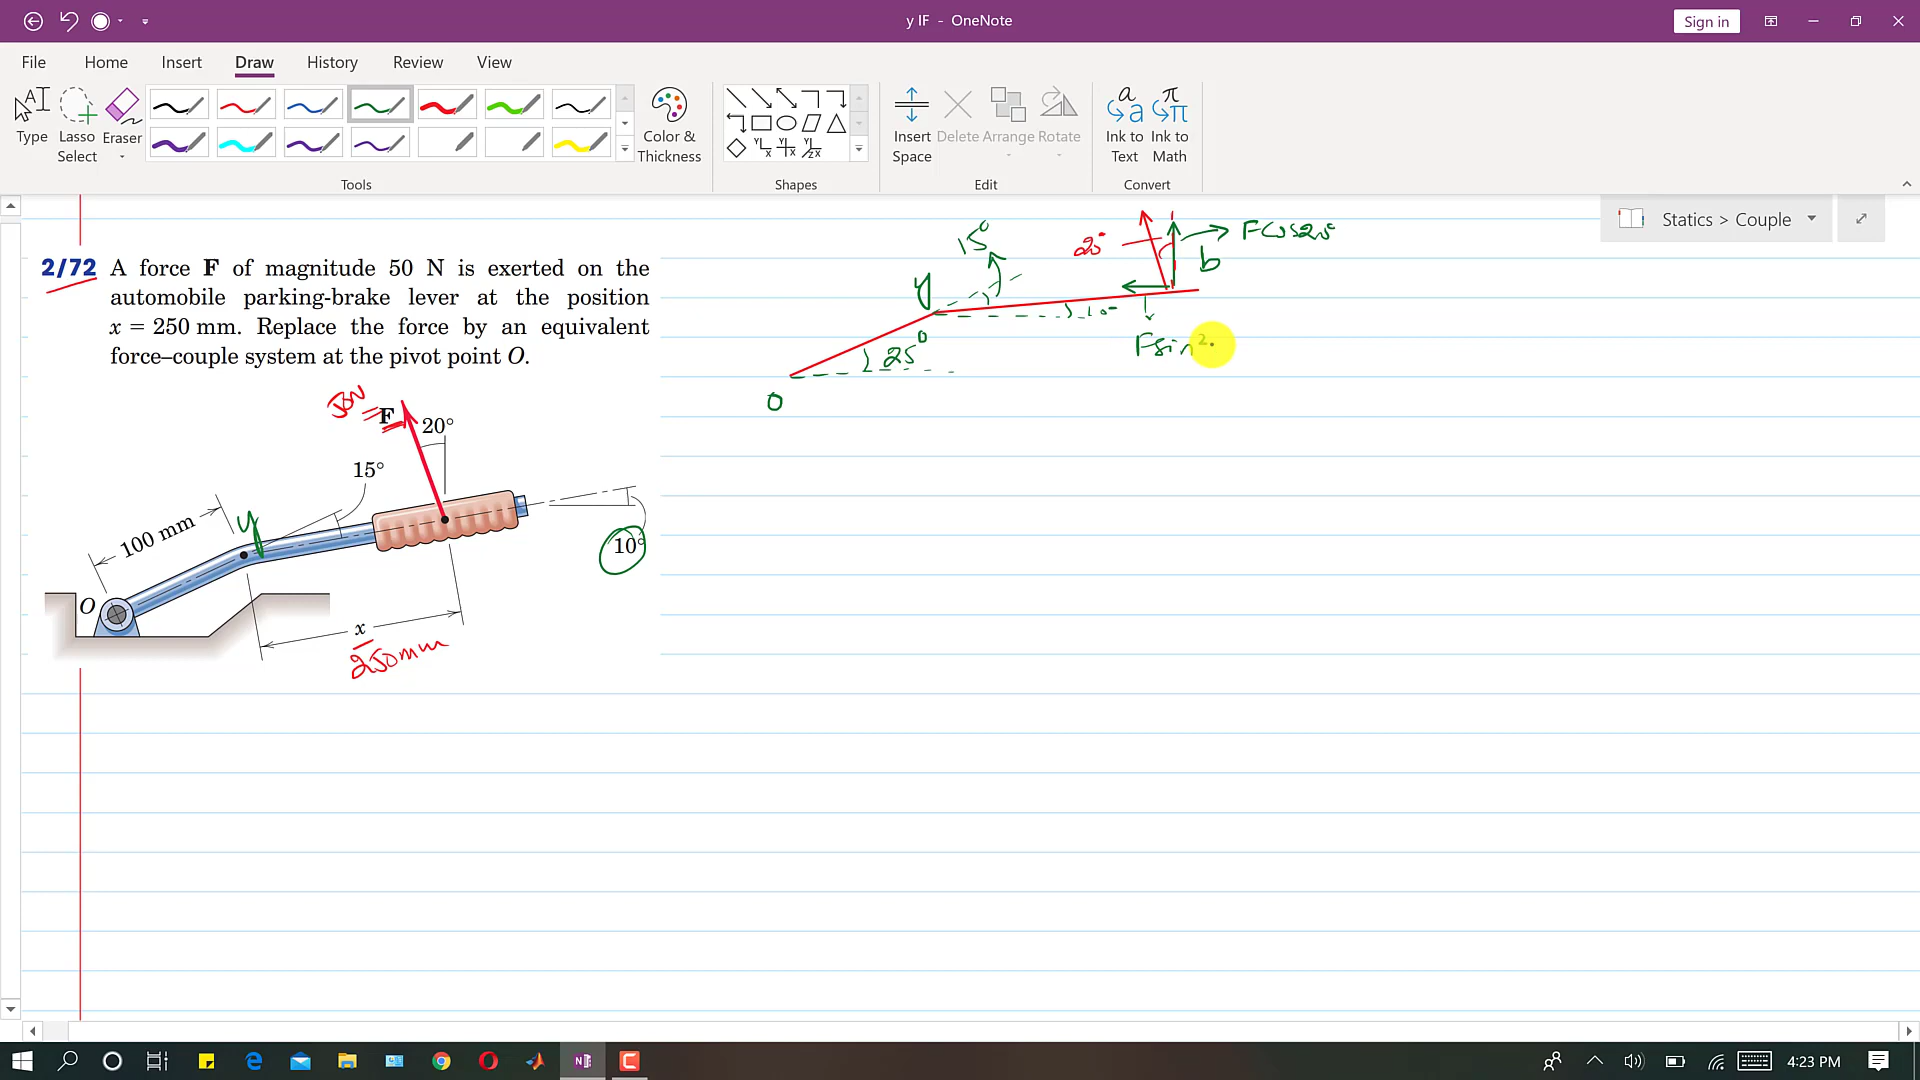 y IF - OneNote
Sign in
File Home Insert Draw History Review View
Type
Lasso Select
Eraser
Color & Thickness
Insert Space
Delete
Arrange
Rotate
Ink to Text
Ink to Math
Tools
Shapes
Edit
Convert
Statics > Couple
2/72 A force F of magnitude 50 N is exerted on the
automobile parking-brake lever at the position
x = 250 mm. Replace the force by an equivalent
force–couple system at the pivot point O.
50N = F
20°
15°
100 mm
y
10°
O
x
250mm
15°
20°
F cos20°
b
y
10°
Fsin2
25°
O
4:23 PM